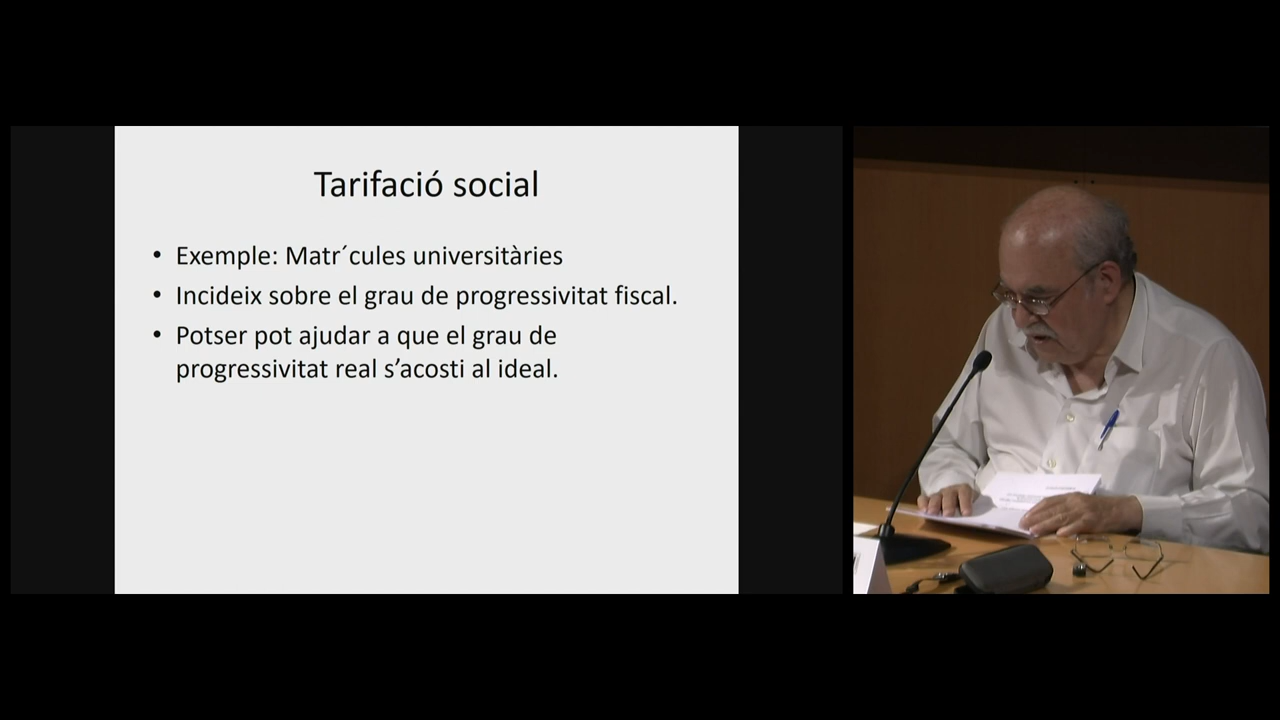 Tarifació social
• Exemple: Matr´cules universitàries
• Incideix sobre el grau de progressivitat fiscal.
• Potser pot ajudar a que el grau de
progressivitat real s’acosti al ideal.